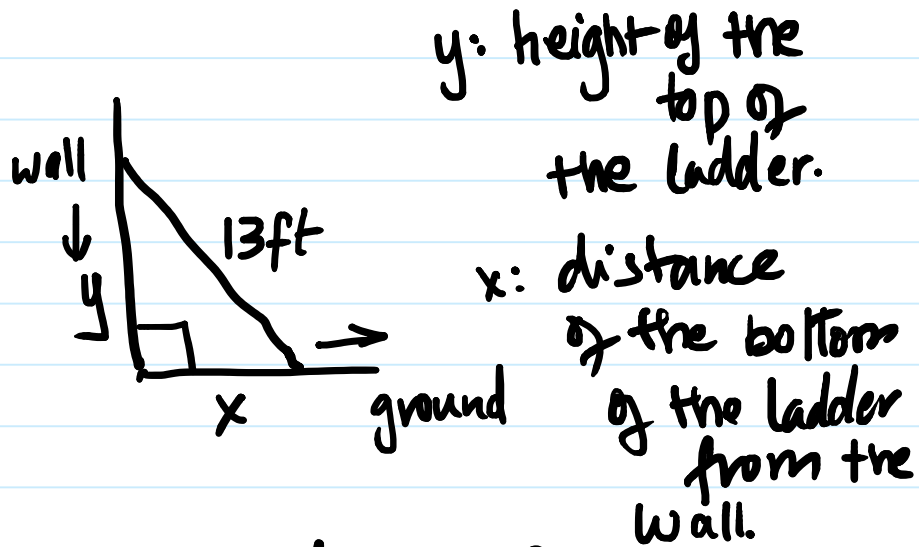 y: height of the
top of
the ladder.
wall
13ft
y
x: distance
of the bottom
of the ladder
from the
wall.
x
ground